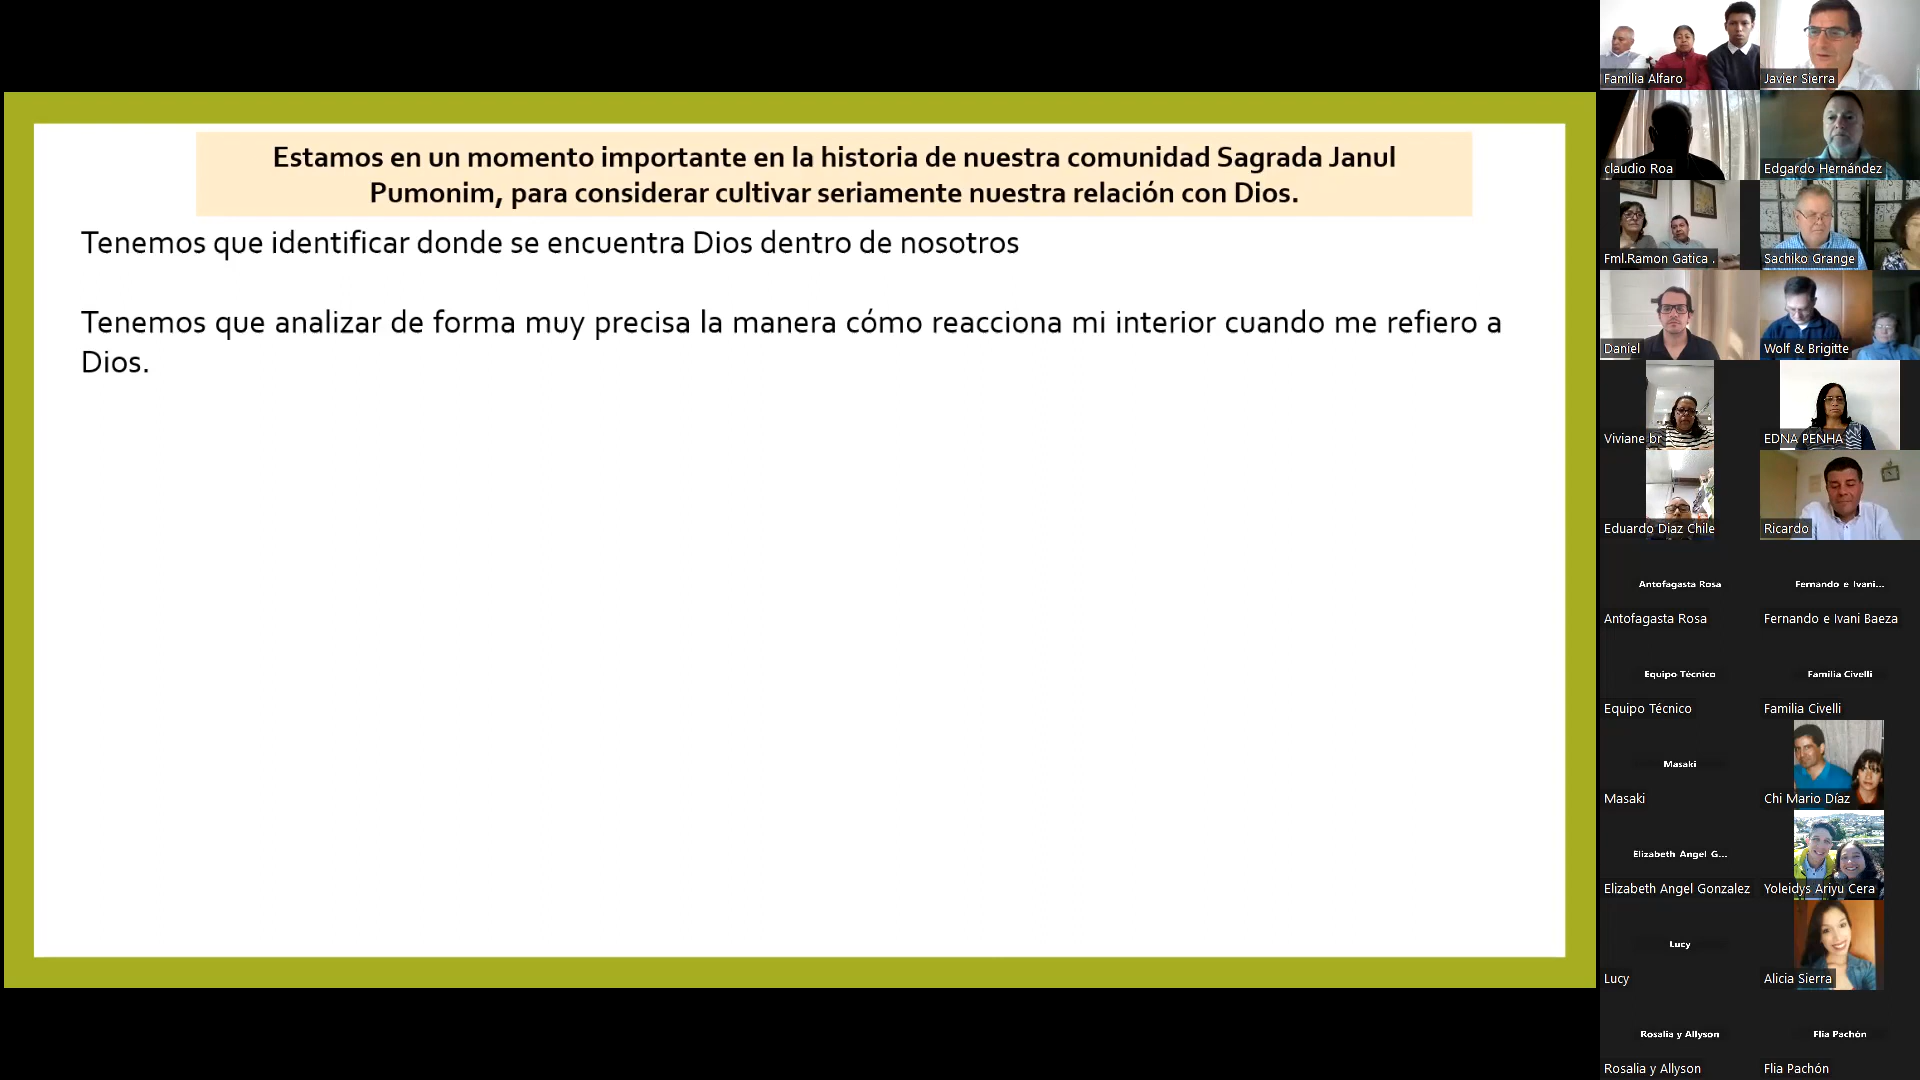 Estamos en un momento importante en la historia de nuestra comunidad Sagrada Janul
Pumonim, para considerar cultivar seriamente nuestra relación con Dios.
Tenemos que identificar donde se encuentra Dios dentro de nosotros
Tenemos que analizar de forma muy precisa la manera cómo reacciona mi interior cuando me refiero a
Dios.
Familia Alfaro
Javier Sierra
claudio Roa
Edgardo Hernández
Fml.Ramon Gatica .
Sachiko Grange
Daniel
Wolf & Brigitte
Viviane br
EDNA PENHA
Eduardo Diaz Chile
Ricardo
Antofagasta Rosa
Antofagasta Rosa
Fernando e Ivani...
Fernando e Ivani Baeza
Equipo Técnico
Equipo Técnico
Familia Civelli
Familia Civelli
Masaki
Masaki
Chi Mario Díaz
Elizabeth Angel G...
Elizabeth Angel Gonzalez
Yoleidys Ariyu Cera
Lucy
Lucy
Alicia Sierra
Rosalia y Allyson
Rosalia y Allyson
Flia Pachón
Flia Pachón